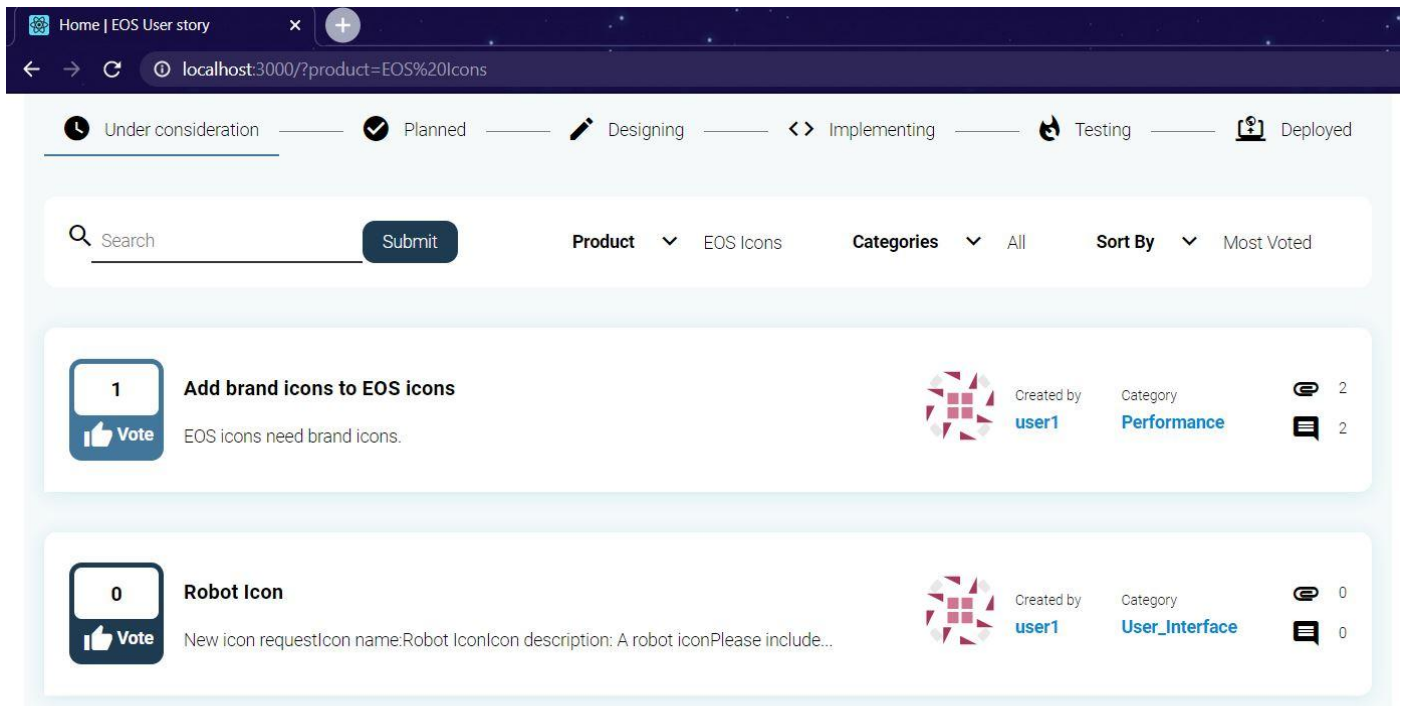 Home | EOS User story
localhost:3000/?product=EOS%20Icons
Under consideration Planned Designing Implementing Testing Deployed
Search Submit Product EOS Icons Categories All Sort By Most Voted
1 Add brand icons to EOS icons
Created by Category 2
Vote EOS icons need brand icons. user1 Performance 2
0 Robot Icon
Created by Category 0
Vote New icon requestIcon name:Robot IconIcon description: A robot iconPlease include... user1 User_Interface 0